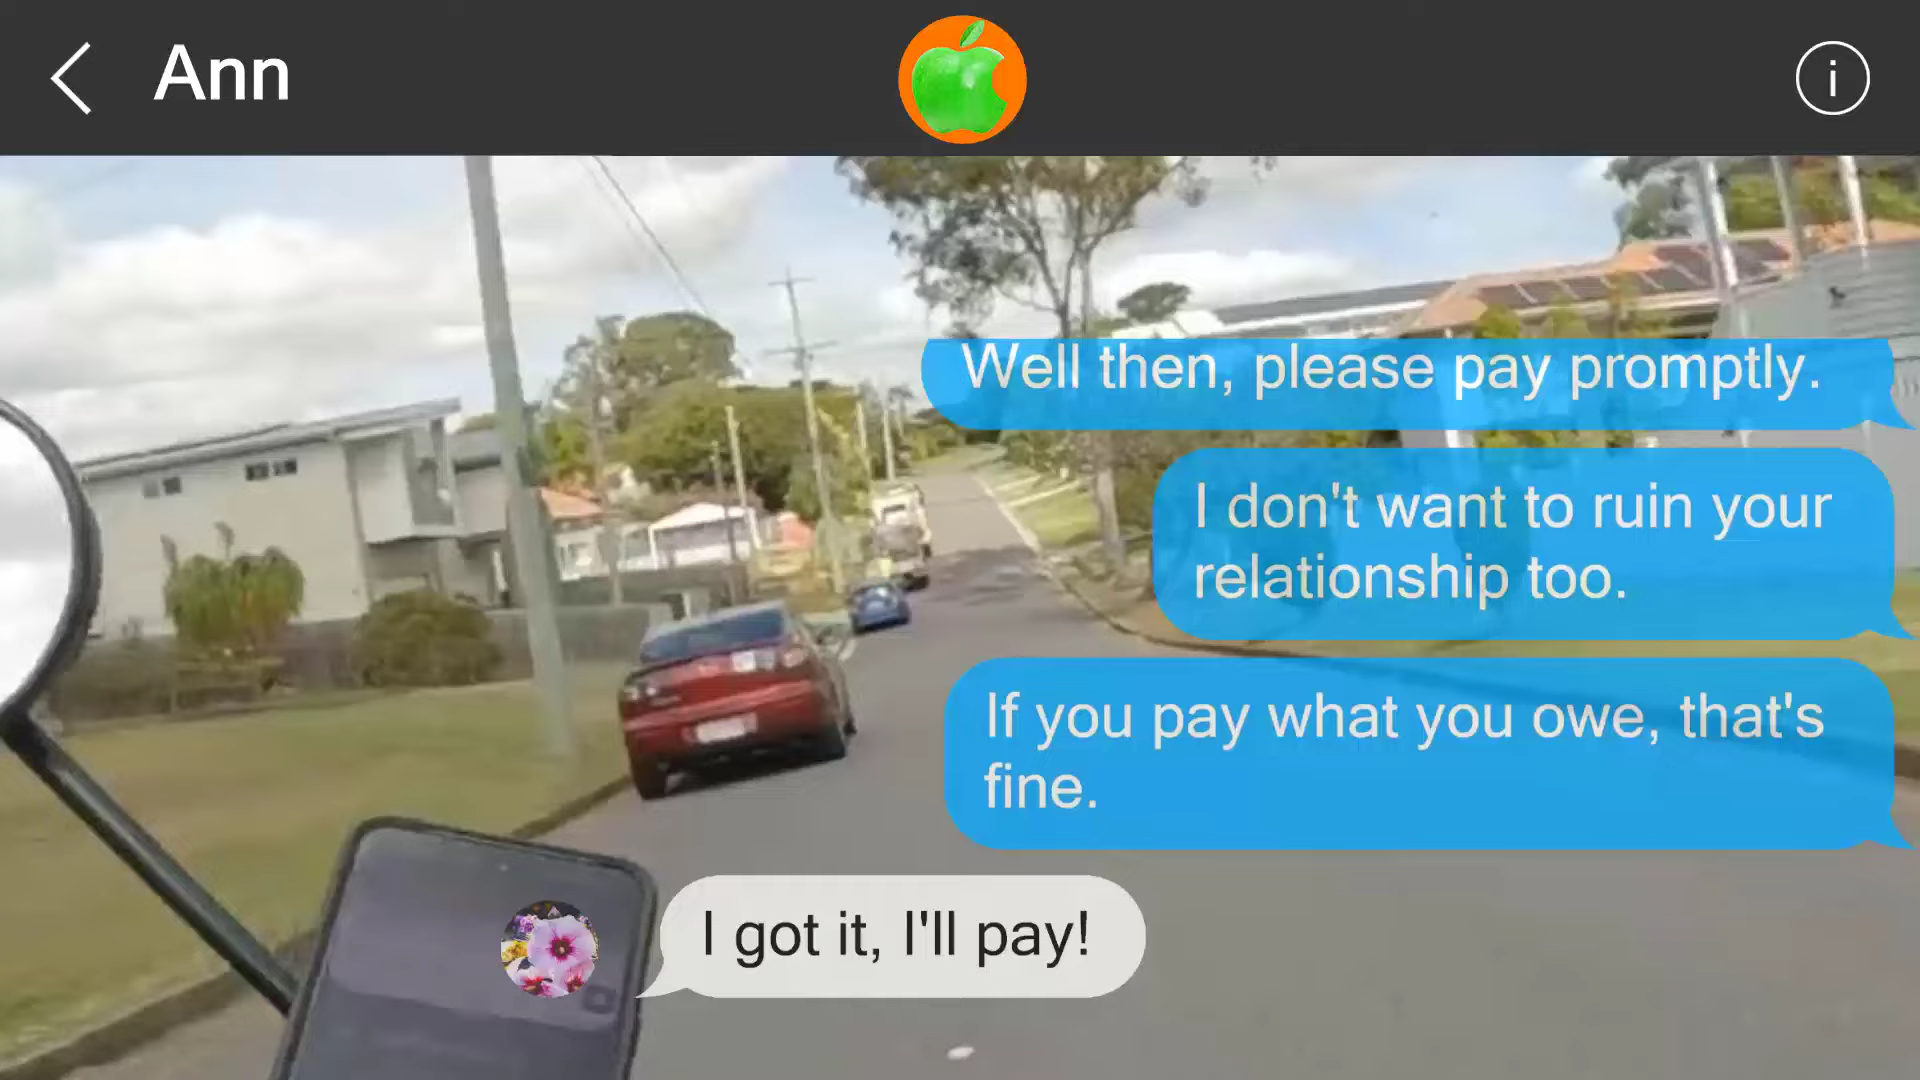 Ann
Well then, please pay promptly.
I don't want to ruin your
relationship too.
If you pay what you owe, that's
fine.
I got it, I'll pay!